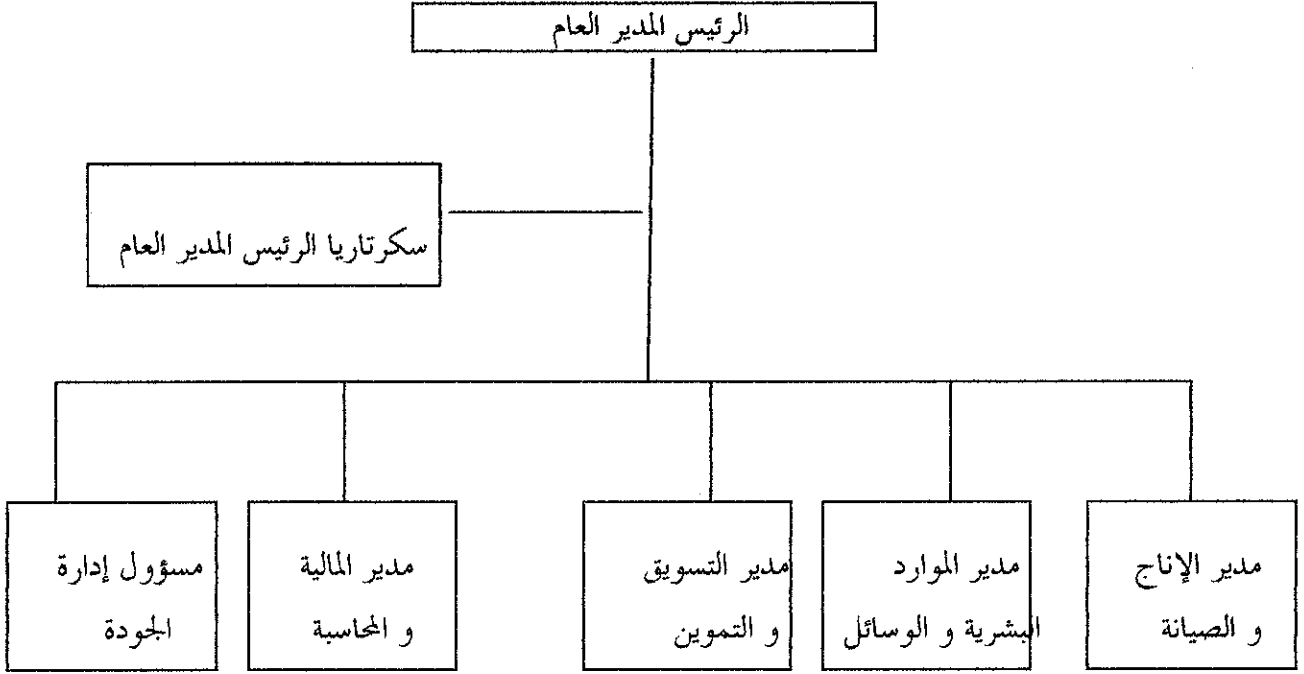 الرئيس المدير العام
سكرتاريا الرئيس المدير العام
مدير الإناج
و الصيانة
مدير الموارد
البشرية و الوسائل
مدير التسويق
و التموين
مدير المالية
و المحاسبة
مسؤول إدارة
الجودة